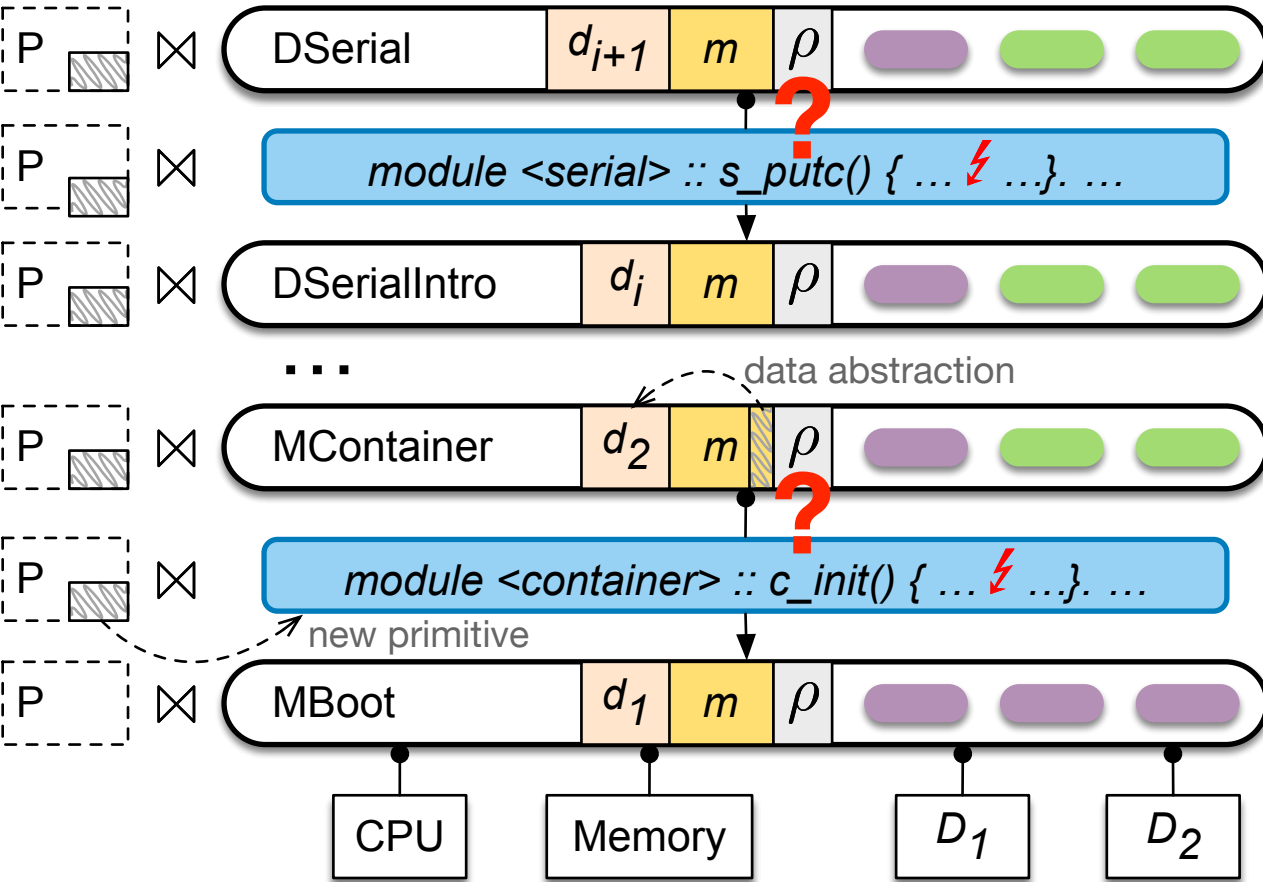 P ⋈ DSerial d_{i+1} m ρ
?
P ⋈ module <serial> :: s_putc() { … …}. …
P ⋈ DSerialIntro d_i m ρ
...
data abstraction
P ⋈ MContainer d_2 m ρ
?
P ⋈ module <container> :: c_init() { … …}. …
new primitive
P ⋈ MBoot d_1 m ρ
CPU Memory D_1 D_2